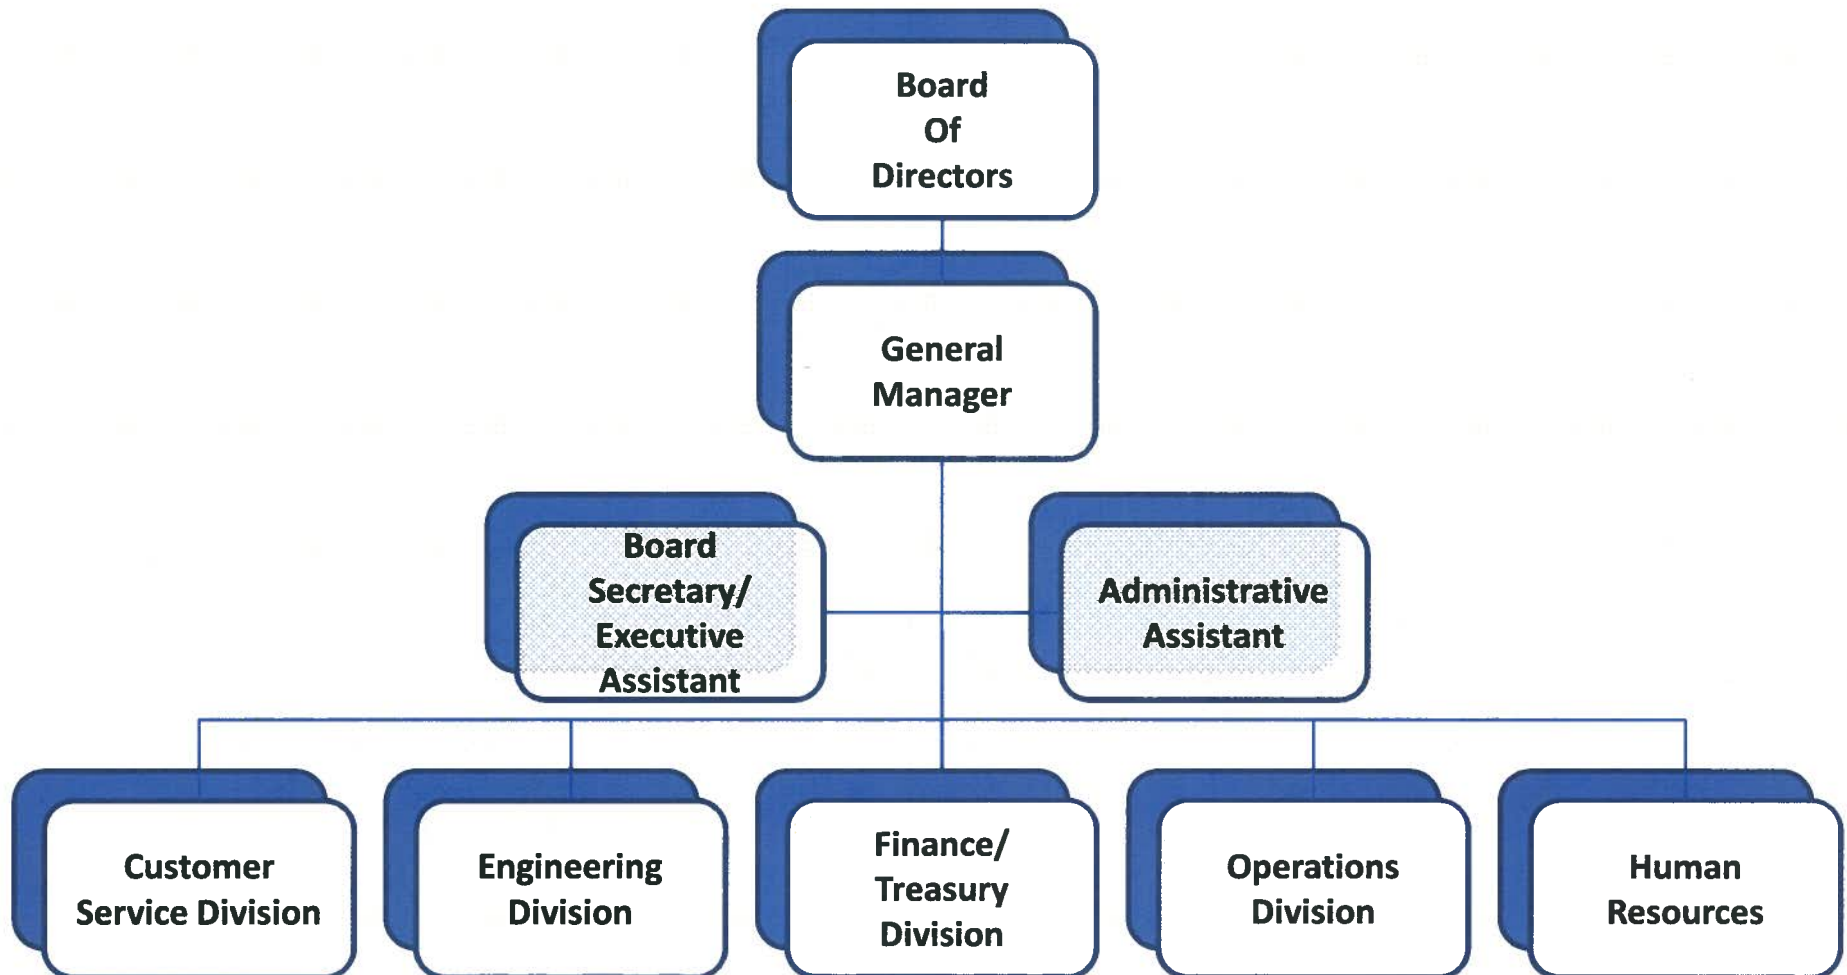 Board
Of
Directors
General
Manager
Board
Secretary/
Executive
Assistant
Administrative
Assistant
Customer
Service Division
Engineering
Division
Finance/
Treasury
Division
Operations
Division
Human
Resources